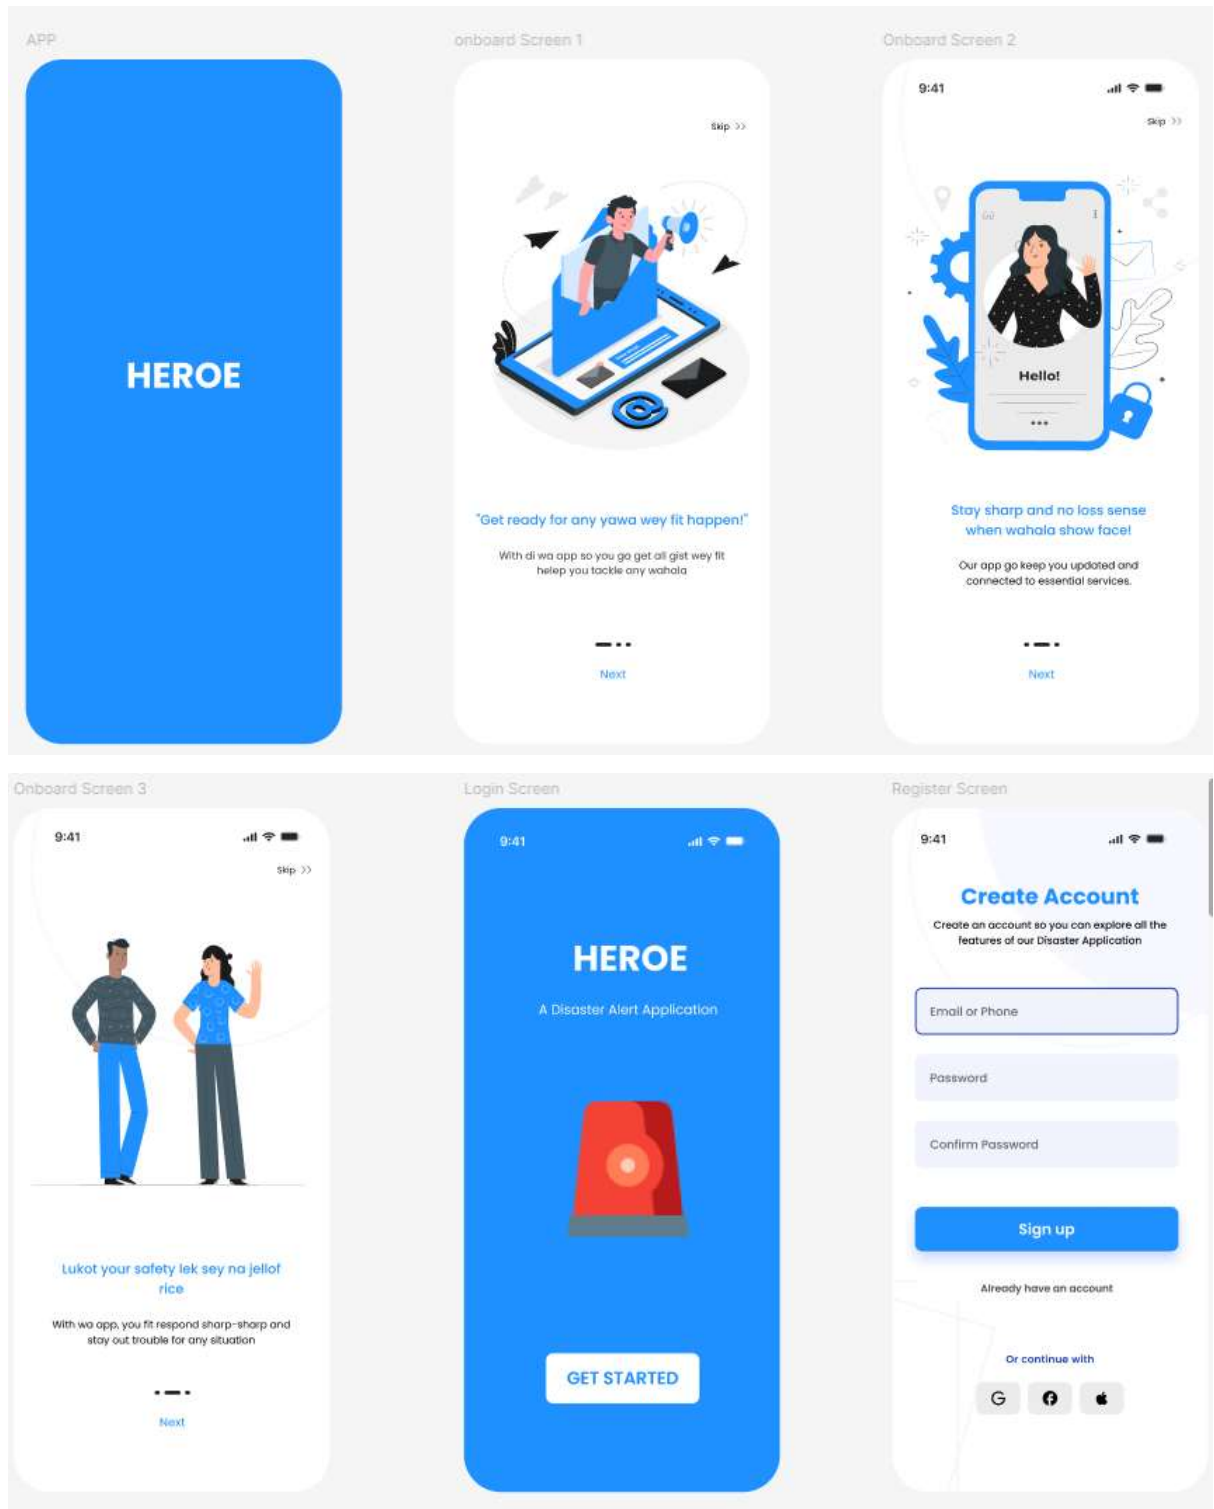 APP
HEROE
onboard Screen 1
Skip >>
"Get ready for any yawa wey fit happen!"
With di wa app so you go get all gist wey fit
helep you tackle any wahala
Next
Onboard Screen 2
9:41
Skip >>
Hello!
Stay sharp and no loss sense
when wahala show face!
Our app go keep you updated and
connected to essential services.
Next
Onboard Screen 3
9:41
Skip >>
Lukot your safety lek sey na jellof
rice
With wa app, you fit respond sharp-sharp and
stay out trouble for any situation
Next
Login Screen
9:41
HEROE
A Disaster Alert Application
GET STARTED
Register Screen
9:41
Create Account
Create an account so you can explore all the
features of our Disaster Application
Email or Phone
Password
Confirm Password
Sign up
Already have an account
Or continue with